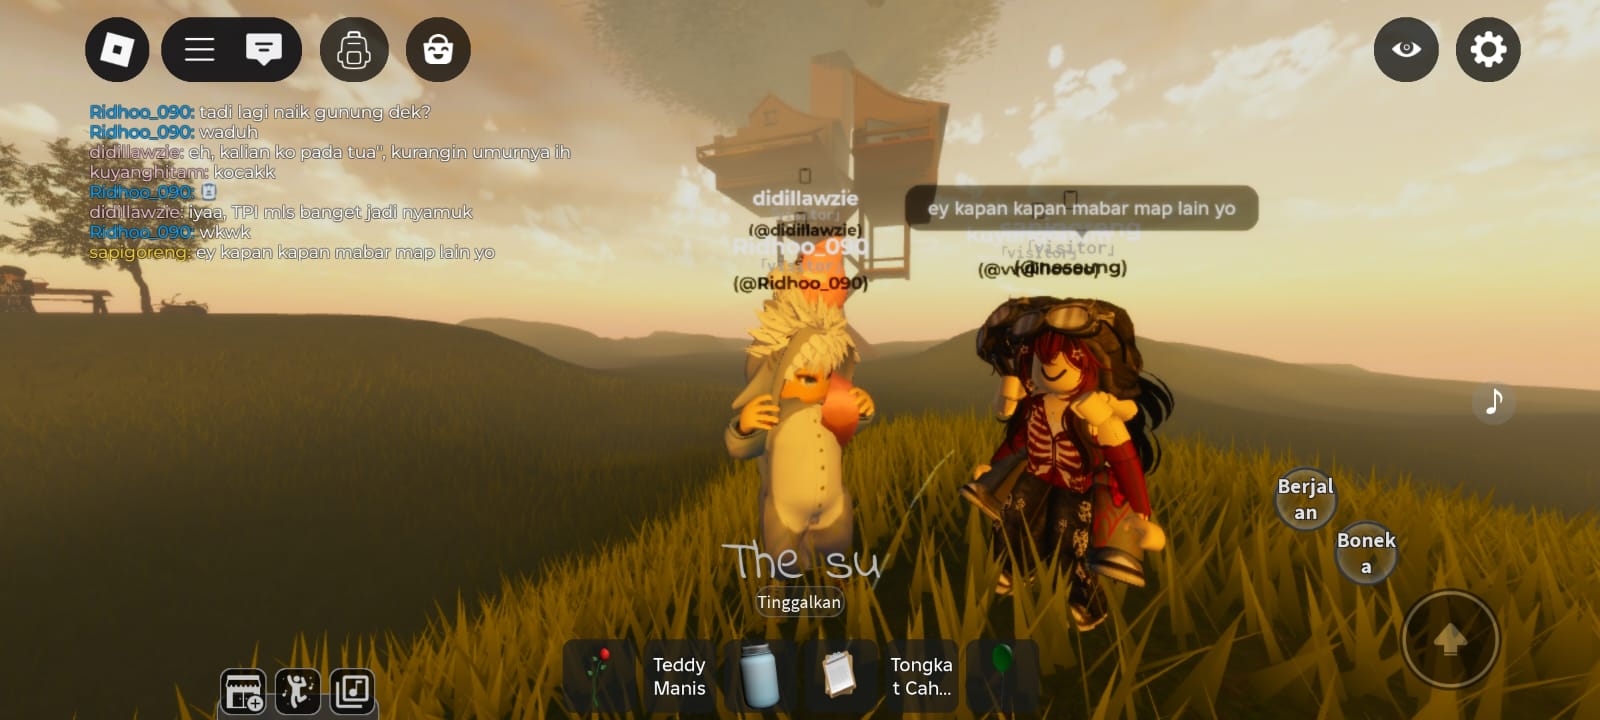 Ridhoo_090: tadi lagi naik gunung dek?
Ridhoo_090: waduh
didillawzie: eh, kalian ko pada tua", kurangin umurnya ih
kuyanghitam: kocakk
Ridhoo_090:
didillawzie: iyaa, TPI mls banget jadi nyamuk
Ridhoo_090: wkwk
sapigoreng: ey kapan kapan mabar map lain yo
didillawzie
(@didillawzie)
Ridhoo_090
(@Ridhoo_090)
ey kapan kapan mabar map lain yo
「visitor」
Berjal
an
Bonek
a
The su
Tinggalkan
Teddy
Manis
Tongka
t Cah...